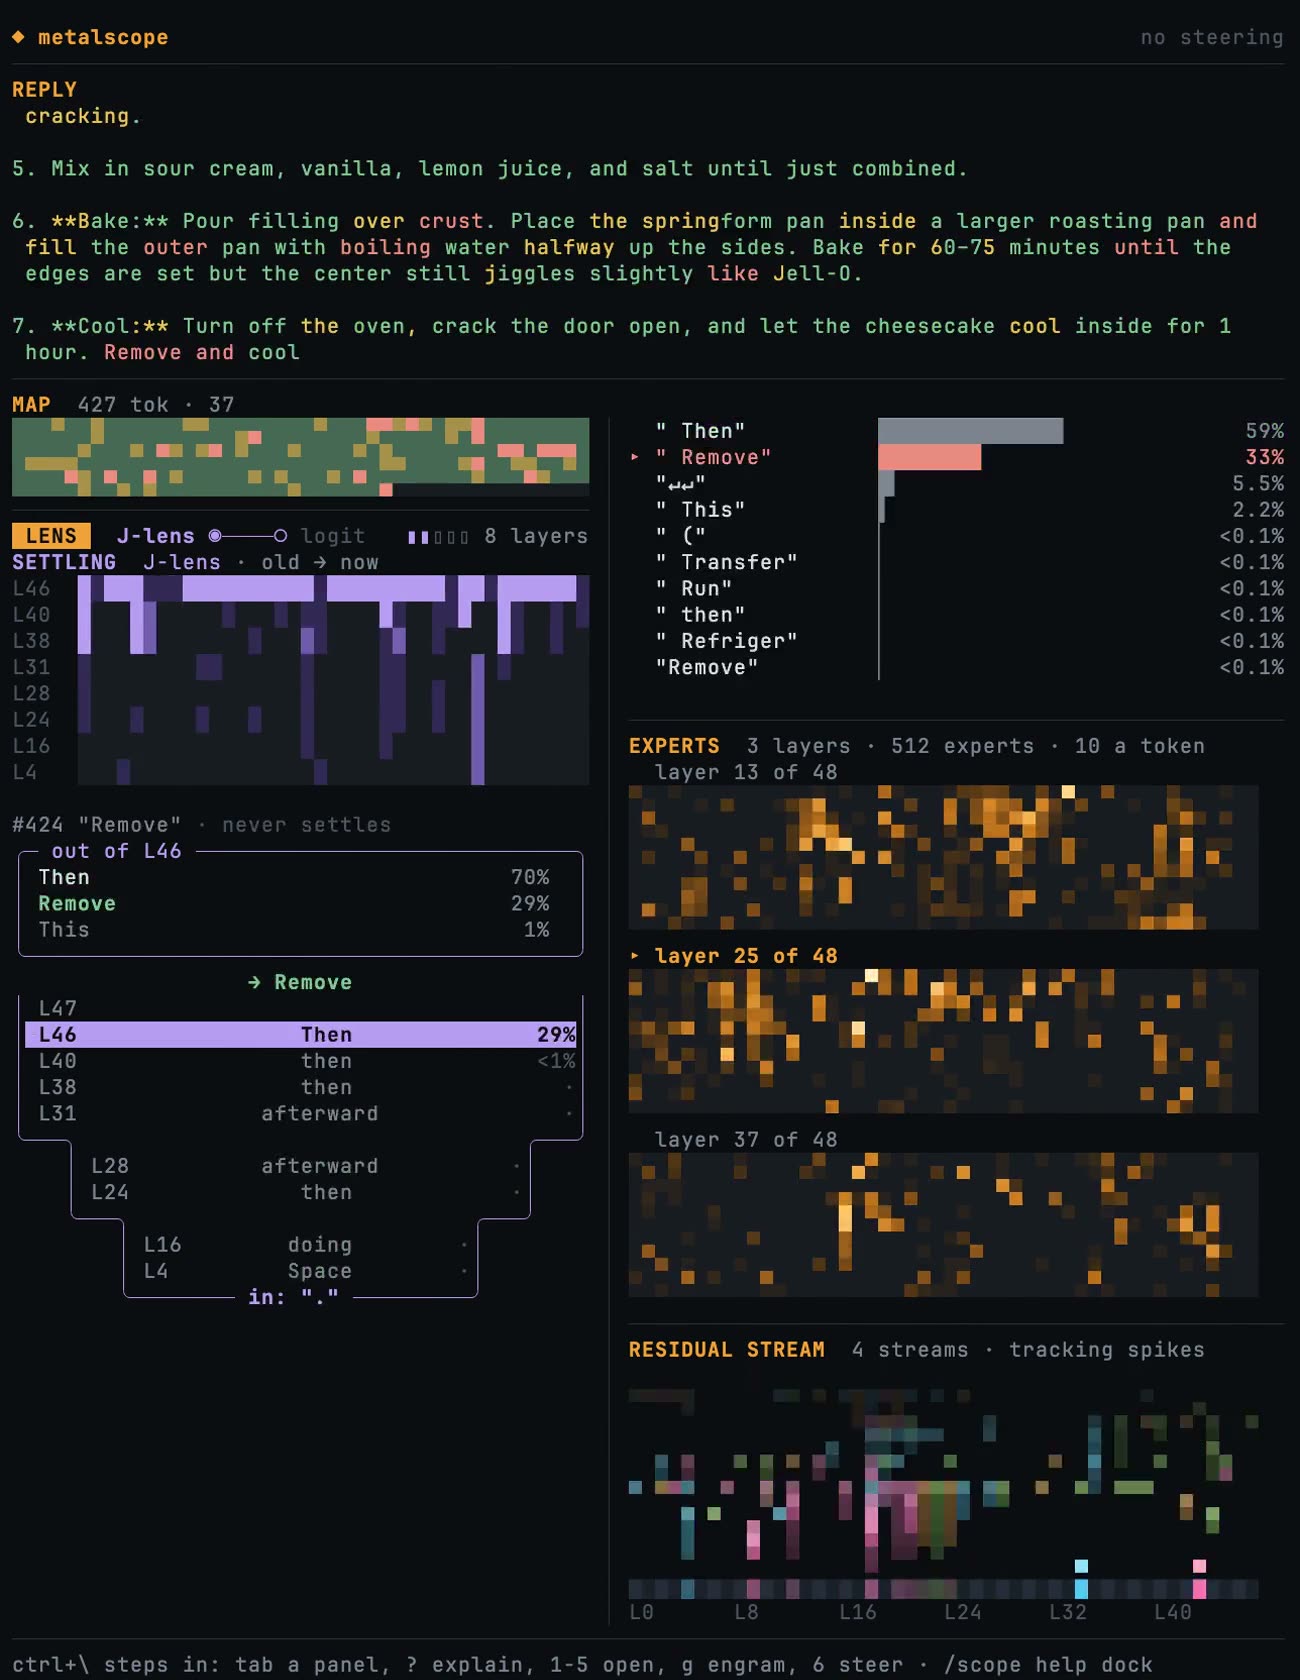 ◆ metalscope no steering
REPLY
cracking.
5. Mix in sour cream, vanilla, lemon juice, and salt until just combined.
6. **Bake:** Pour filling over crust. Place the springform pan inside a larger roasting pan and
fill the outer pan with boiling water halfway up the sides. Bake for 60-75 minutes until the
edges are set but the center still jiggles slightly like Jell-O.
7. **Cool:** Turn off the oven, crack the door open, and let the cheesecake cool inside for 1
hour. Remove and cool
MAP 427 tok · 37
LENS J-lens ◉────○ logit ▮▮▯▯▯ 8 layers
SETTLING J-lens · old → now
L46
L40
L38
L31
L28
L24
L16
L4
#424 "Remove" · never settles
out of L46
Then 70%
Remove 29%
This 1%
→ Remove
L47
L46 Then 29%
L40 then <1%
L38 then ·
L31 afterward ·
L28 afterward ·
L24 then ·
L16 doing ·
L4 Space ·
in: "."
" Then" 59%
▸ " Remove" 33%
"↵↵" 5.5%
" This" 2.2%
" (" <0.1%
" Transfer" <0.1%
" Run" <0.1%
" then" <0.1%
" Refriger" <0.1%
"Remove" <0.1%
EXPERTS 3 layers · 512 experts · 10 a token
layer 13 of 48
▸ layer 25 of 48
layer 37 of 48
RESIDUAL STREAM 4 streams · tracking spikes
L0 L8 L16 L24 L32 L40
ctrl+\ steps in: tab a panel, ? explain, 1-5 open, g engram, 6 steer · /scope help dock